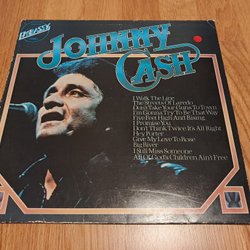 EMBASSY
JOHNNY
CASH
I Walk The Line
The Streets Of Laredo
Don't Take Your Guns To Town
I'm Gonna Try To Be That Way
Five Feet High And Rising
I Promise You
Don't Think Twice It's All Right
Hey Porter
Give My Love To Rose
Big River
I Still Miss Someone
All Of God's Children Ain't Free